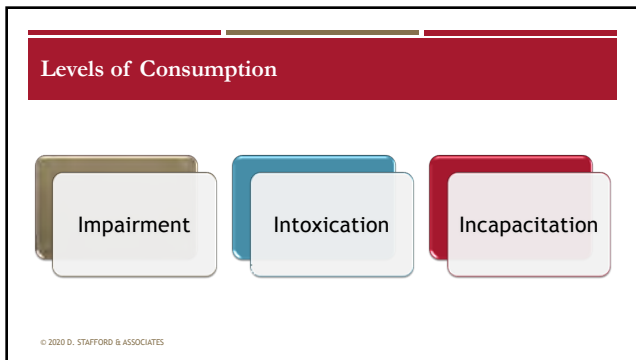 Levels of Consumption
Impairment
Intoxication
Incapacitation
© 2020 D. STAFFORD & ASSOCIATES